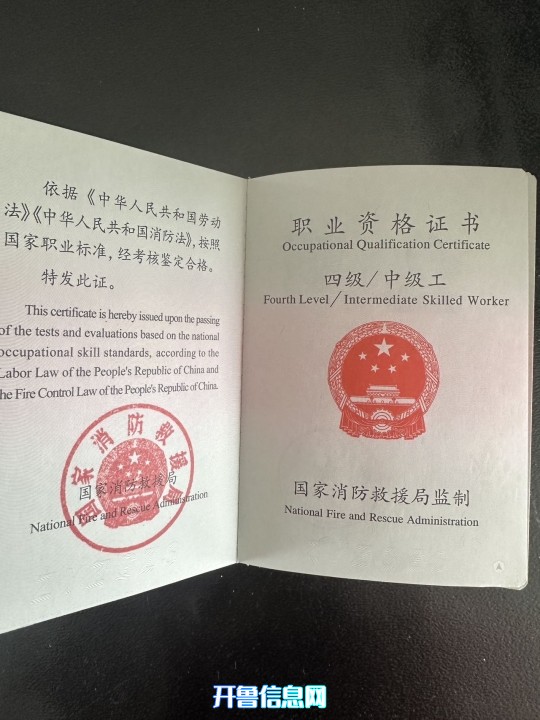 依据《中华人民共和国劳动
法》《中华人民共和国消防法》,按照
国家职业标准,经考核鉴定合格。
特发此证。
This certificate is hereby issued upon the passing
of the tests and evaluations based on the national
occupational skill standards, according to the
Labor Law of the People's Republic of China and
the Fire Control Law of the People's Republic of China.
国家消防救援局
国家消防救援局
National Fire and Rescue Administration
职业资格证书
Occupational Qualification Certificate
四级/中级工
Fourth Level/Intermediate Skilled Worker
国家消防救援局监制
National Fire and Rescue Administration
开鲁信息网